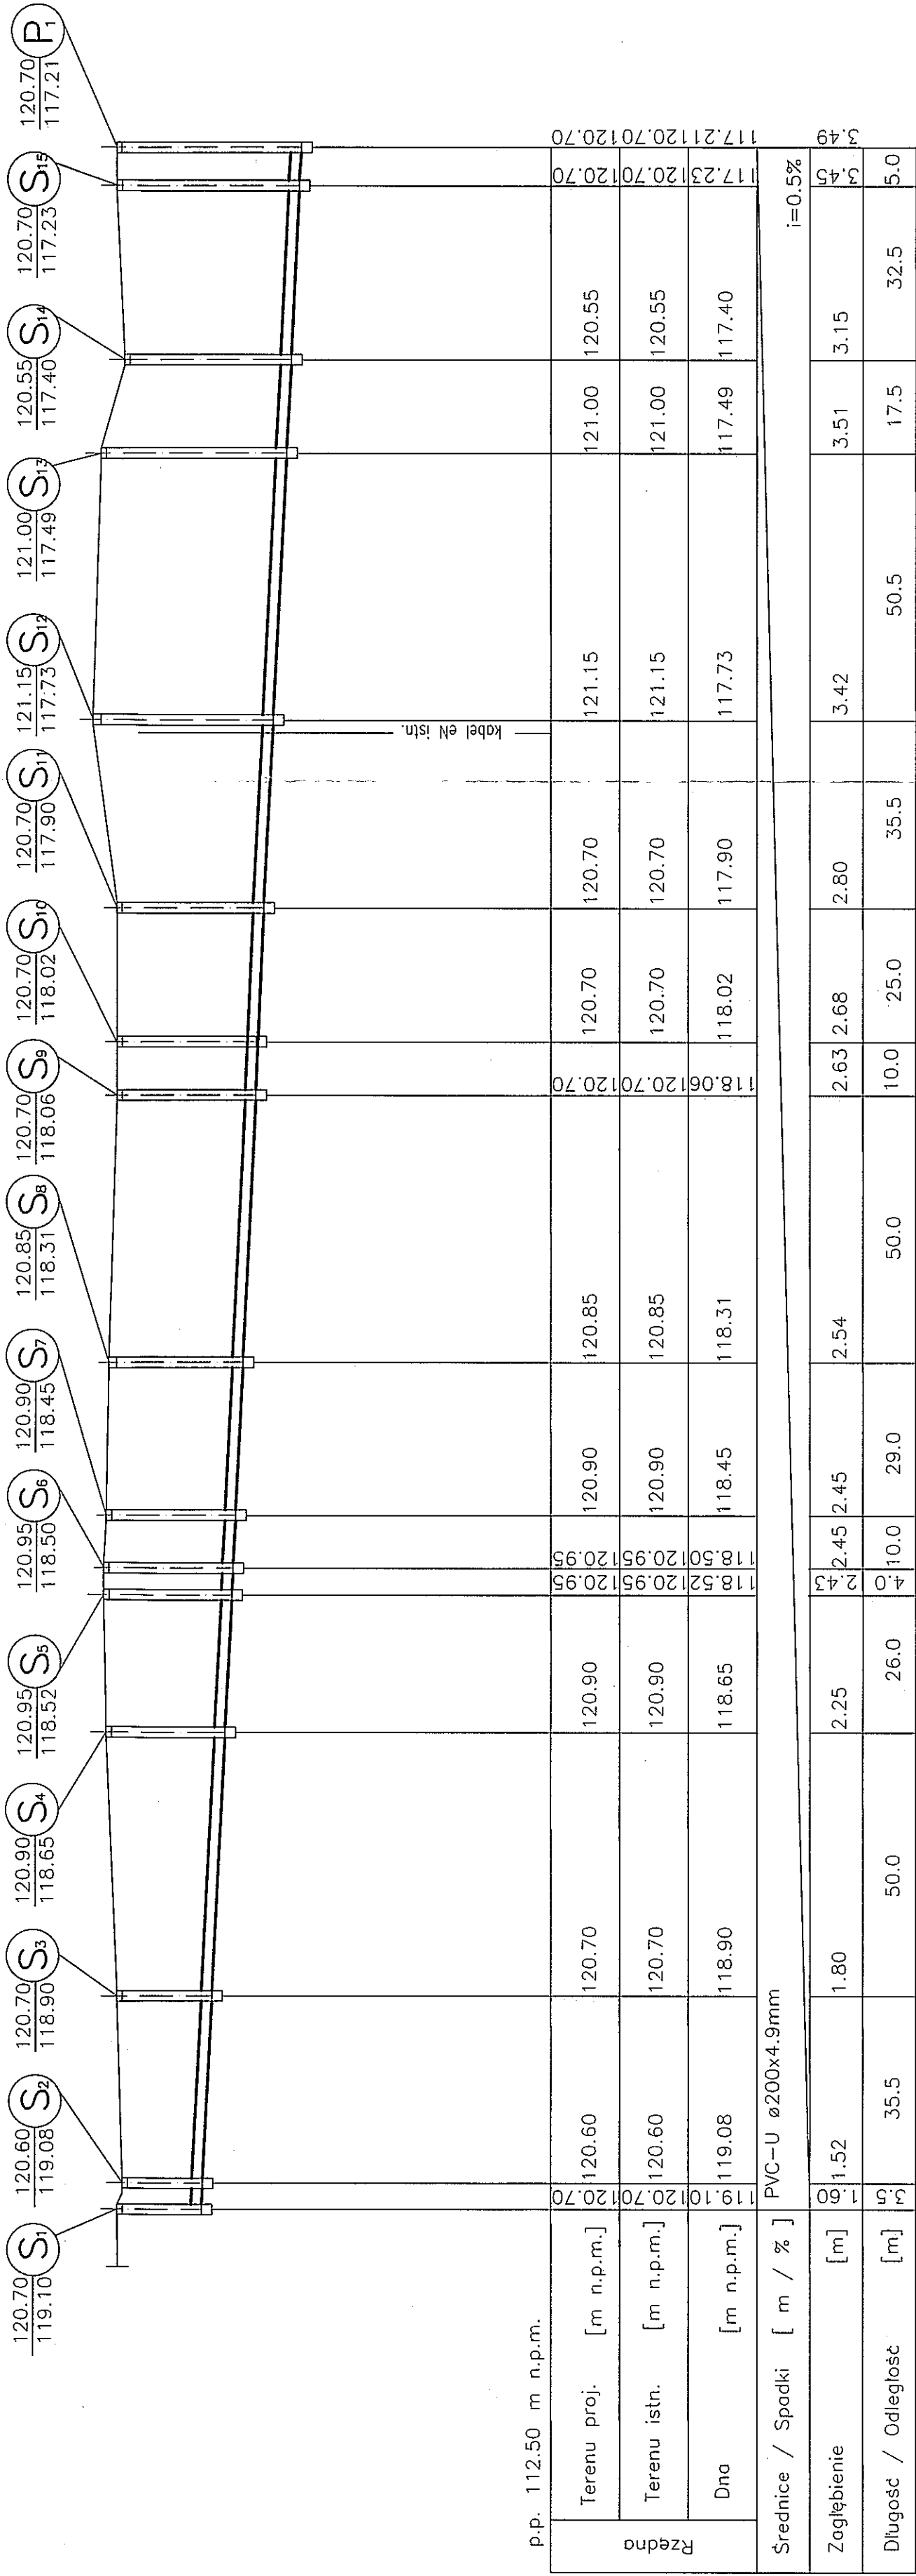 120.70 119.10 S1
120.60 119.08 S2
120.70 118.90 S3
120.90 118.65 S4
120.95 118.52 S5
120.95 118.50 S6
120.90 118.45 S7
120.85 118.31 S8
120.70 118.06 S9
120.70 118.02 S10
120.70 117.90 S11
121.15 117.73 S12
121.00 117.49 S13
120.55 117.40 S14
120.70 117.23 S15
120.70 117.21 P1
kabel eN istn.
p.p. 112.50 m n.p.m.
Rzędna
Terenu proj. [m n.p.m.] 120.70 120.60 120.70 120.90 120.95 120.95 120.90 120.85 120.70 120.70 120.70 121.15 121.00 120.55 120.70 120.70
Terenu istn. [m n.p.m.] 120.70 120.60 120.70 120.90 120.95 120.95 120.90 120.85 120.70 120.70 120.70 121.15 121.00 120.55 120.70 120.70
Dna [m n.p.m.] 119.10 119.08 118.90 118.65 118.52 118.50 118.45 118.31 118.06 118.02 117.90 117.73 117.49 117.40 117.23 117.21
Średnice / Spadki [ m / % ] PVC-U ø200x4.9mm i=0.5%
Zagłębienie [m] 1.60 1.52 1.80 2.25 2.43 2.45 2.45 2.54 2.63 2.68 2.80 3.42 3.51 3.15 3.45 3.49
Długość / Odległość [m] 3.5 35.5 50.0 26.0 4.0 10.0 29.0 50.0 10.0 25.0 35.5 50.5 17.5 32.5 5.0